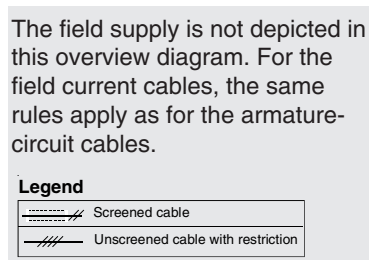 The field supply is not depicted in
this overview diagram. For the
field current cables, the same
rules apply as for the armature-
circuit cables.
Legend
Screened cable
Unscreened cable with restriction